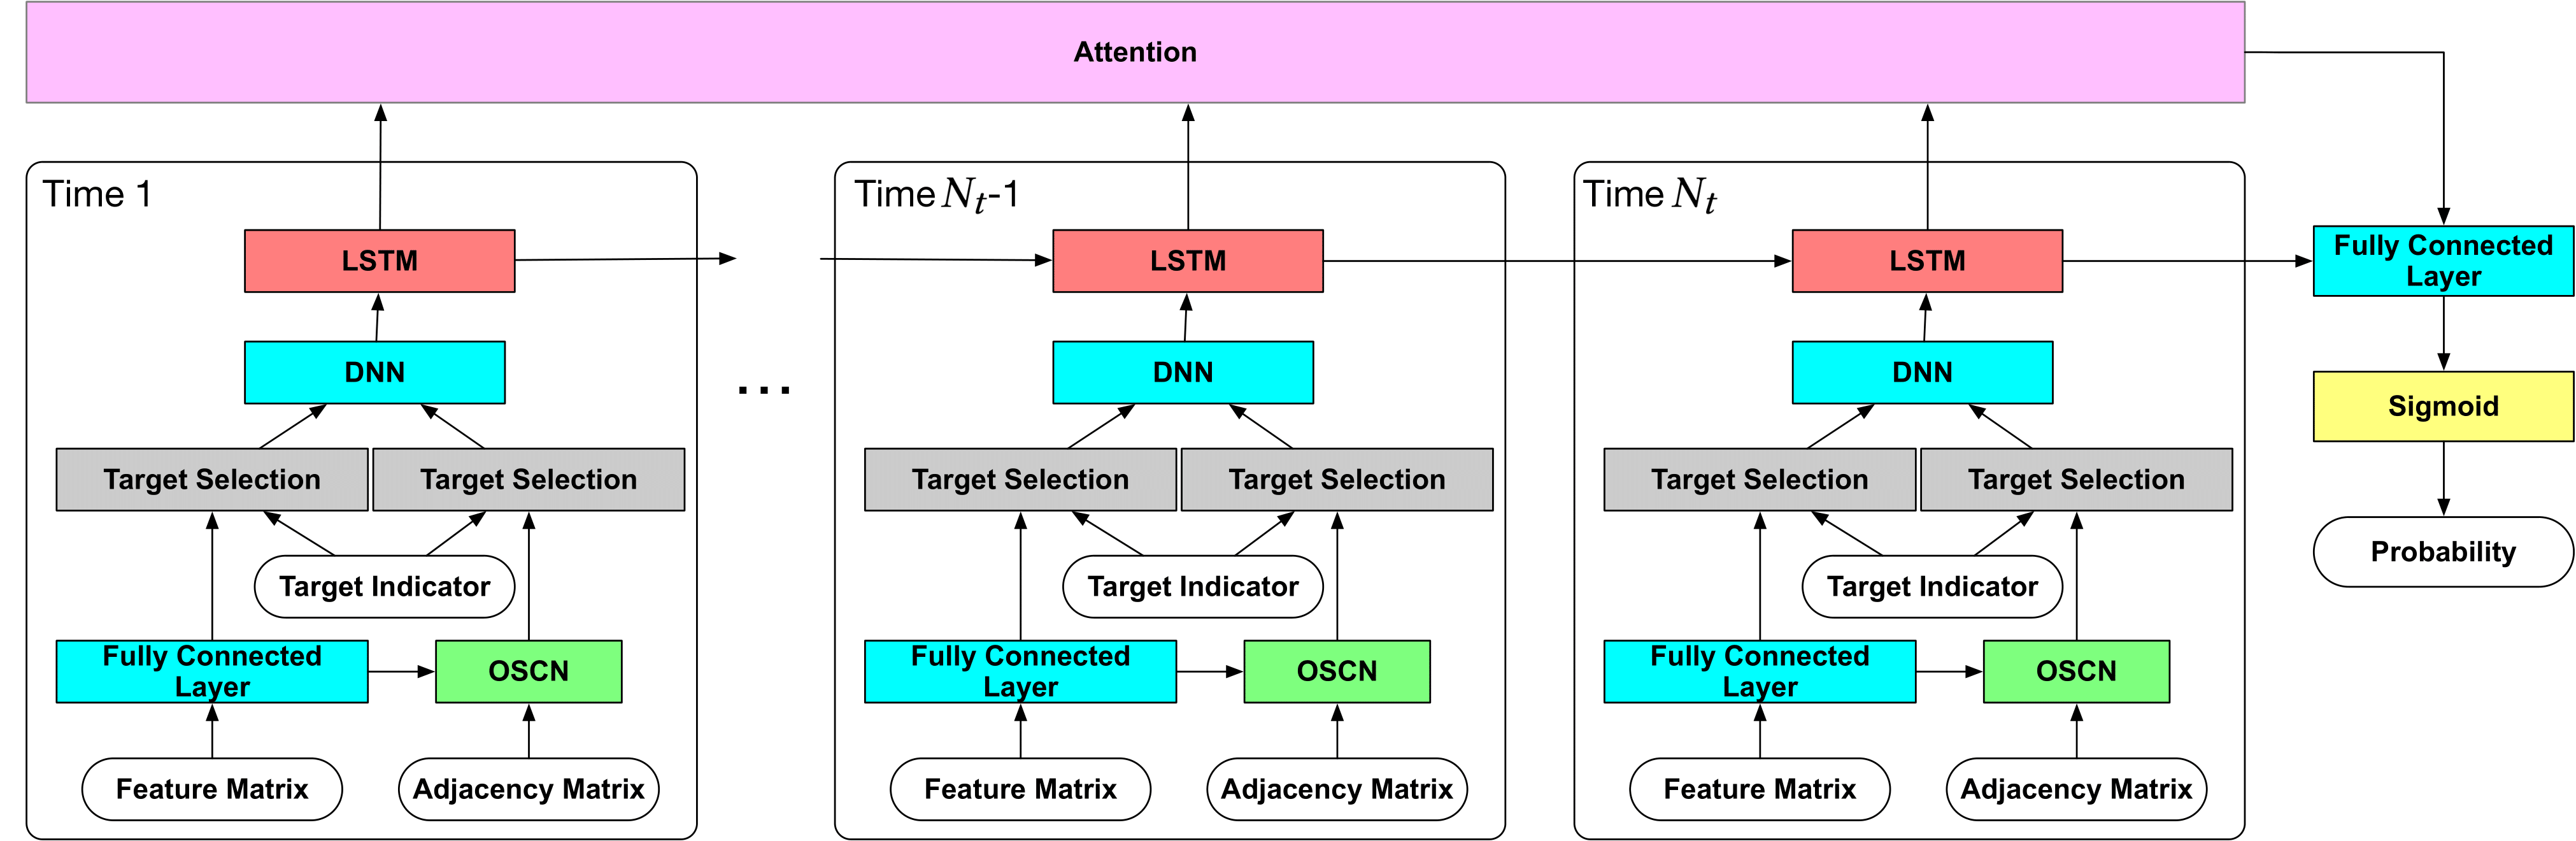 Attention
Time 1
LSTM
DNN
Target Selection
Target Selection
Target Indicator
Fully Connected
Layer
OSCN
Feature Matrix
Adjacency Matrix
...
Time Nt-1
LSTM
DNN
Target Selection
Target Selection
Target Indicator
Fully Connected
Layer
OSCN
Feature Matrix
Adjacency Matrix
Time Nt
LSTM
DNN
Target Selection
Target Selection
Target Indicator
Fully Connected
Layer
OSCN
Feature Matrix
Adjacency Matrix
Fully Connected
Layer
Sigmoid
Probability